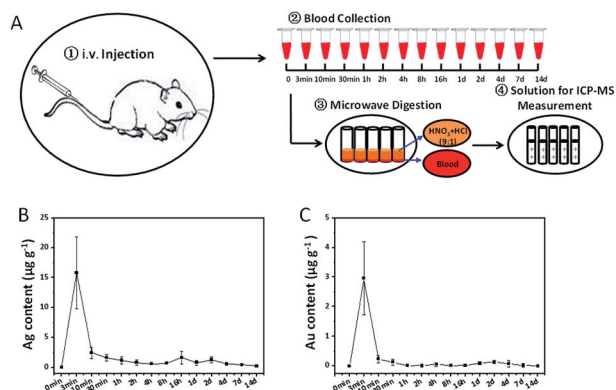 A
① i.v. Injection
② Blood Collection
0 3min 10min 30min 1h 2h 4h 8h 16h 1d 2d 4d 7d 14d
③ Microwave Digestion
HNO₃+HCl
(9:1)
Blood
④ Solution for ICP-MS
Measurement
B
Ag content (µg g⁻¹)
25
20
15
10
5
0
0min 3min 10min 30min 1h 2h 4h 8h 16h 1d 2d 4d 7d 14d
C
Au content (µg g⁻¹)
5
4
3
2
1
0
0min 3min 10min 30min 1h 2h 4h 8h 16h 1d 2d 4d 7d 14d